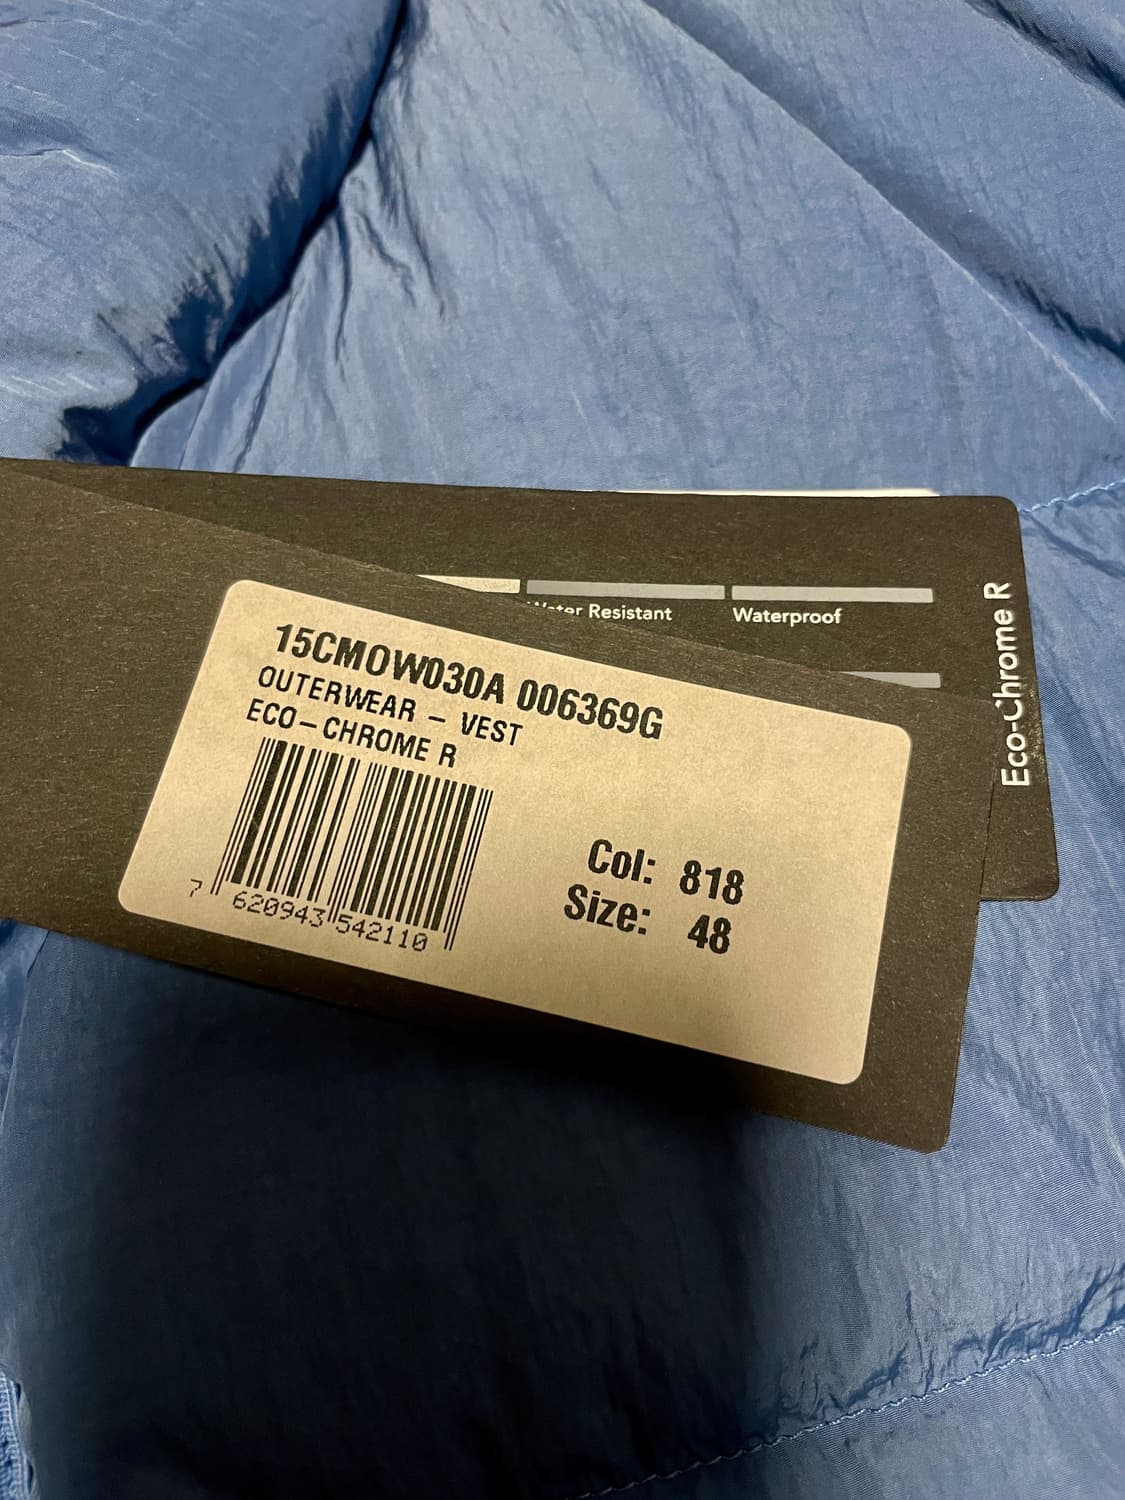 Water Resistant
Waterproof
Eco-Chrome R
15CMOW030A 006369G
OUTERWEAR - VEST
ECO-CHROME R
7 620943 542110
Col: 818
Size: 48